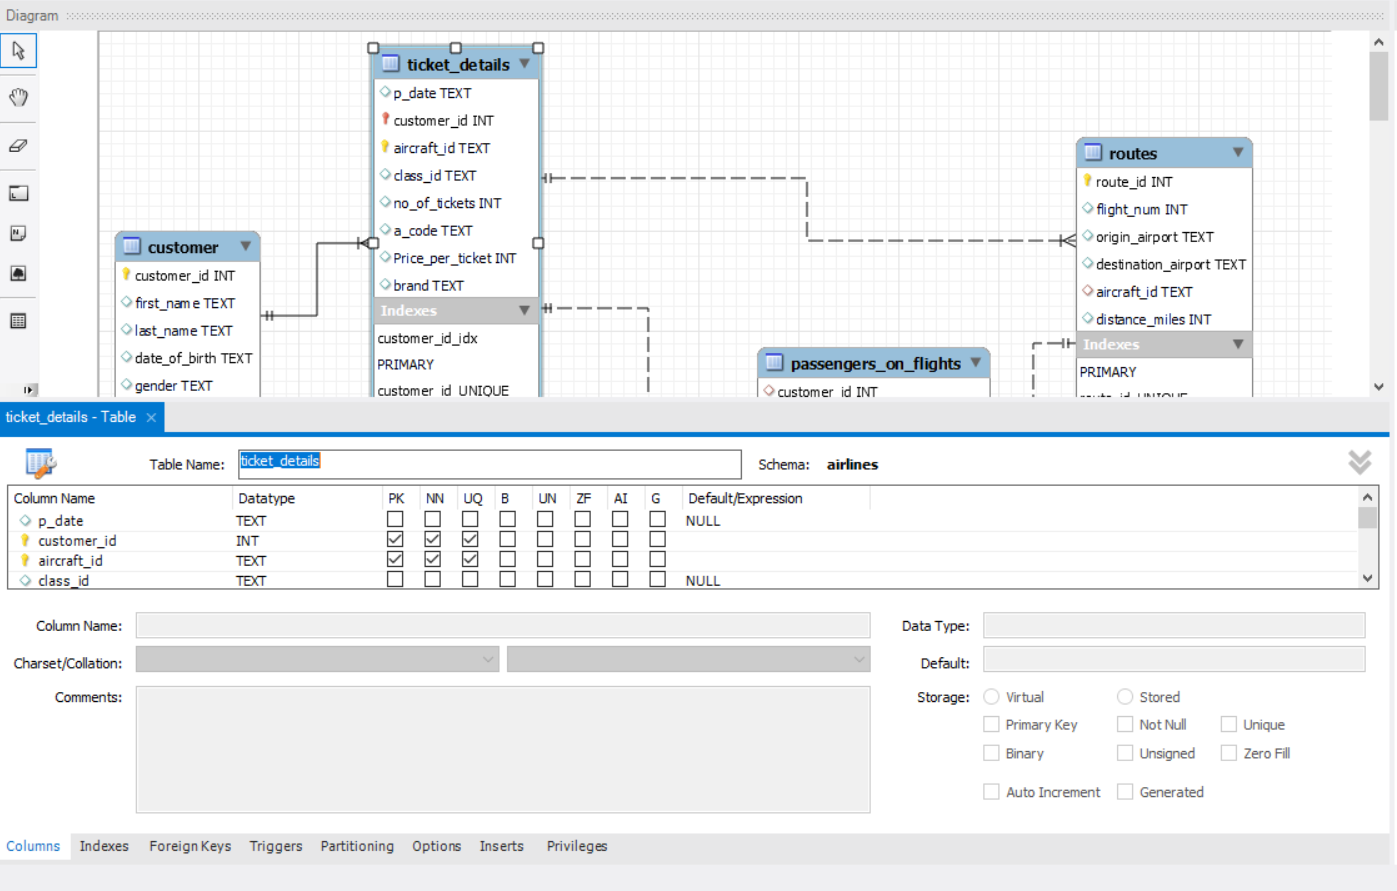 Diagram
ticket_details
p_date TEXT
customer_id INT
aircraft_id TEXT
class_id TEXT
no_of_tickets INT
a_code TEXT
Price_per_ticket INT
brand TEXT
Indexes
customer_id_idx
PRIMARY
customer_id_UNIQUE
customer
customer_id INT
first_name TEXT
last_name TEXT
date_of_birth TEXT
gender TEXT
routes
route_id INT
flight_num INT
origin_airport TEXT
destination_airport TEXT
aircraft_id TEXT
distance_miles INT
Indexes
PRIMARY
route_id_UNIQUE
passengers_on_flights
customer_id INT
ticket_details - Table
Table Name: ticket_details Schema: airlines
Column Name Datatype PK NN UQ B UN ZF AI G Default/Expression
p_date TEXT NULL
customer_id INT
aircraft_id TEXT
class_id TEXT NULL
Column Name: Data Type:
Charset/Collation: Default:
Comments: Storage: Virtual Stored
Primary Key Not Null Unique
Binary Unsigned Zero Fill
Auto Increment Generated
Columns Indexes Foreign Keys Triggers Partitioning Options Inserts Privileges